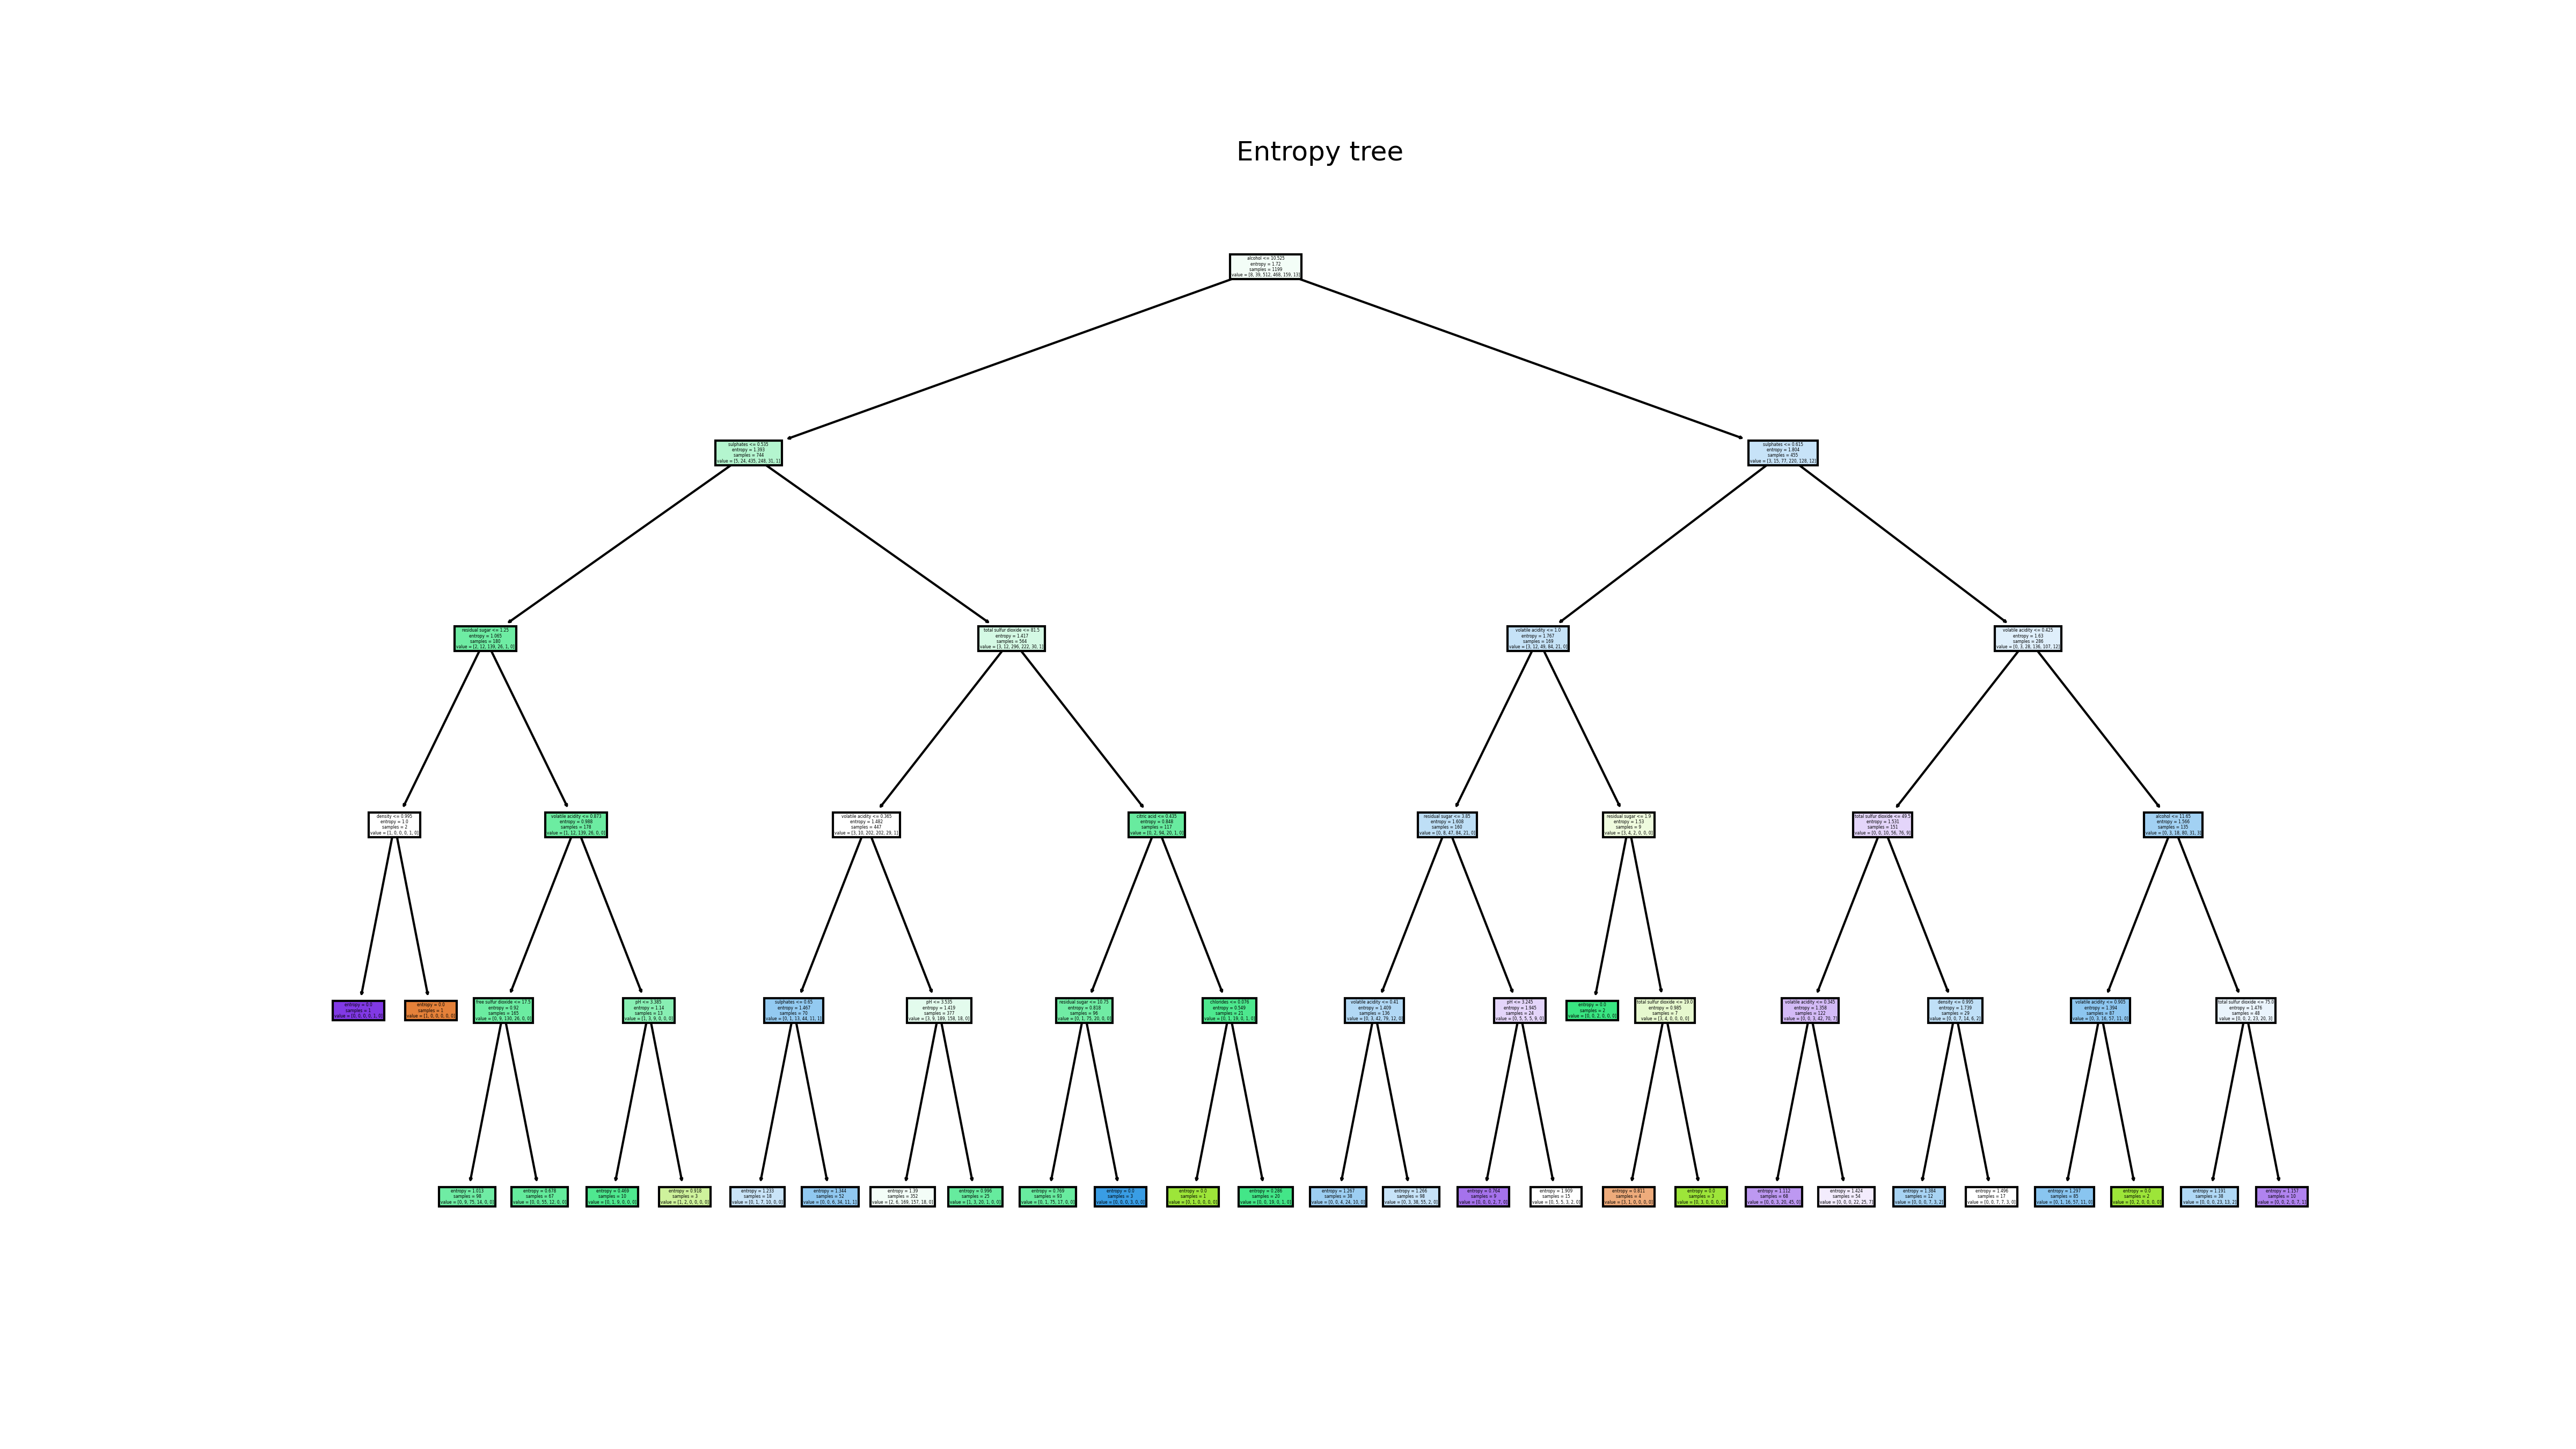 Entropy tree
alcohol <= 10.525
entropy = 1.72
samples = 1199
value = [8, 39, 512, 468, 159, 13]
sulphates <= 0.535
entropy = 1.393
samples = 744
value = [5, 24, 435, 248, 31, 1]
sulphates <= 0.615
entropy = 1.804
samples = 455
value = [3, 15, 77, 220, 128, 12]
residual sugar <= 1.25
entropy = 1.065
samples = 180
value = [2, 12, 139, 26, 1, 0]
total sulfur dioxide <= 81.5
entropy = 1.417
samples = 564
value = [3, 12, 296, 222, 30, 1]
volatile acidity <= 1.0
entropy = 1.767
samples = 169
value = [3, 12, 49, 84, 21, 0]
volatile acidity <= 0.425
entropy = 1.63
samples = 286
value = [0, 3, 28, 136, 107, 12]
density <= 0.995
entropy = 1.0
samples = 2
value = [1, 0, 0, 0, 1, 0]
volatile acidity <= 0.873
entropy = 0.988
samples = 178
value = [1, 12, 139, 26, 0, 0]
volatile acidity <= 0.365
entropy = 1.482
samples = 447
value = [3, 10, 202, 202, 29, 1]
citric acid <= 0.435
entropy = 0.848
samples = 117
value = [0, 2, 94, 20, 1, 0]
residual sugar <= 3.65
entropy = 1.608
samples = 160
value = [0, 8, 47, 84, 21, 0]
residual sugar <= 1.9
entropy = 1.53
samples = 9
value = [3, 4, 2, 0, 0, 0]
total sulfur dioxide <= 49.5
entropy = 1.531
samples = 151
value = [0, 0, 10, 56, 76, 9]
alcohol <= 11.65
entropy = 1.566
samples = 135
value = [0, 3, 18, 80, 31, 3]
entropy = 0.0
samples = 1
value = [0, 0, 0, 0, 1, 0]
entropy = 0.0
samples = 1
value = [1, 0, 0, 0, 0, 0]
free sulfur dioxide <= 17.5
entropy = 0.92
samples = 165
value = [0, 9, 130, 26, 0, 0]
pH <= 3.385
entropy = 1.14
samples = 13
value = [1, 3, 9, 0, 0, 0]
sulphates <= 0.65
entropy = 1.467
samples = 70
value = [0, 1, 13, 44, 11, 1]
pH <= 3.535
entropy = 1.419
samples = 377
value = [3, 9, 189, 158, 18, 0]
residual sugar <= 10.75
entropy = 0.818
samples = 96
value = [0, 1, 75, 20, 0, 0]
chlorides <= 0.076
entropy = 0.549
samples = 21
value = [0, 1, 19, 0, 1, 0]
volatile acidity <= 0.41
entropy = 1.409
samples = 136
value = [0, 3, 42, 79, 12, 0]
pH <= 3.245
entropy = 1.945
samples = 24
value = [0, 5, 5, 5, 9, 0]
entropy = 0.0
samples = 2
value = [0, 0, 2, 0, 0, 0]
total sulfur dioxide <= 19.0
entropy = 0.985
samples = 7
value = [3, 4, 0, 0, 0, 0]
volatile acidity <= 0.345
entropy = 1.358
samples = 122
value = [0, 0, 3, 42, 70, 7]
density <= 0.995
entropy = 1.739
samples = 29
value = [0, 0, 7, 14, 6, 2]
volatile acidity <= 0.905
entropy = 1.394
samples = 87
value = [0, 3, 16, 57, 11, 0]
total sulfur dioxide <= 75.0
entropy = 1.476
samples = 48
value = [0, 0, 2, 23, 20, 3]
entropy = 1.013
samples = 98
value = [0, 9, 75, 14, 0, 0]
entropy = 0.678
samples = 67
value = [0, 0, 55, 12, 0, 0]
entropy = 0.469
samples = 10
value = [0, 1, 9, 0, 0, 0]
entropy = 0.918
samples = 3
value = [1, 2, 0, 0, 0, 0]
entropy = 1.233
samples = 18
value = [0, 1, 7, 10, 0, 0]
entropy = 1.344
samples = 52
value = [0, 0, 6, 34, 11, 1]
entropy = 1.39
samples = 352
value = [2, 6, 169, 157, 18, 0]
entropy = 0.998
samples = 25
value = [1, 3, 20, 1, 0, 0]
entropy = 0.769
samples = 93
value = [0, 1, 75, 17, 0, 0]
entropy = 0.0
samples = 3
value = [0, 0, 0, 3, 0, 0]
entropy = 0.0
samples = 1
value = [0, 1, 0, 0, 0, 0]
entropy = 0.286
samples = 20
value = [0, 0, 19, 0, 1, 0]
entropy = 1.267
samples = 38
value = [0, 0, 4, 24, 10, 0]
entropy = 1.266
samples = 98
value = [0, 3, 38, 55, 2, 0]
entropy = 0.764
samples = 9
value = [0, 0, 0, 2, 7, 0]
entropy = 1.909
samples = 15
value = [0, 5, 5, 3, 2, 0]
entropy = 0.811
samples = 4
value = [3, 1, 0, 0, 0, 0]
entropy = 0.0
samples = 3
value = [0, 3, 0, 0, 0, 0]
entropy = 1.112
samples = 68
value = [0, 0, 3, 20, 45, 0]
entropy = 1.424
samples = 54
value = [0, 0, 0, 22, 25, 7]
entropy = 1.384
samples = 12
value = [0, 0, 0, 7, 3, 2]
entropy = 1.496
samples = 17
value = [0, 0, 7, 7, 3, 0]
entropy = 1.297
samples = 85
value = [0, 1, 16, 57, 11, 0]
entropy = 0.0
samples = 2
value = [0, 2, 0, 0, 0, 0]
entropy = 1.191
samples = 38
value = [0, 0, 0, 23, 13, 2]
entropy = 1.157
samples = 10
value = [0, 0, 2, 0, 7, 1]